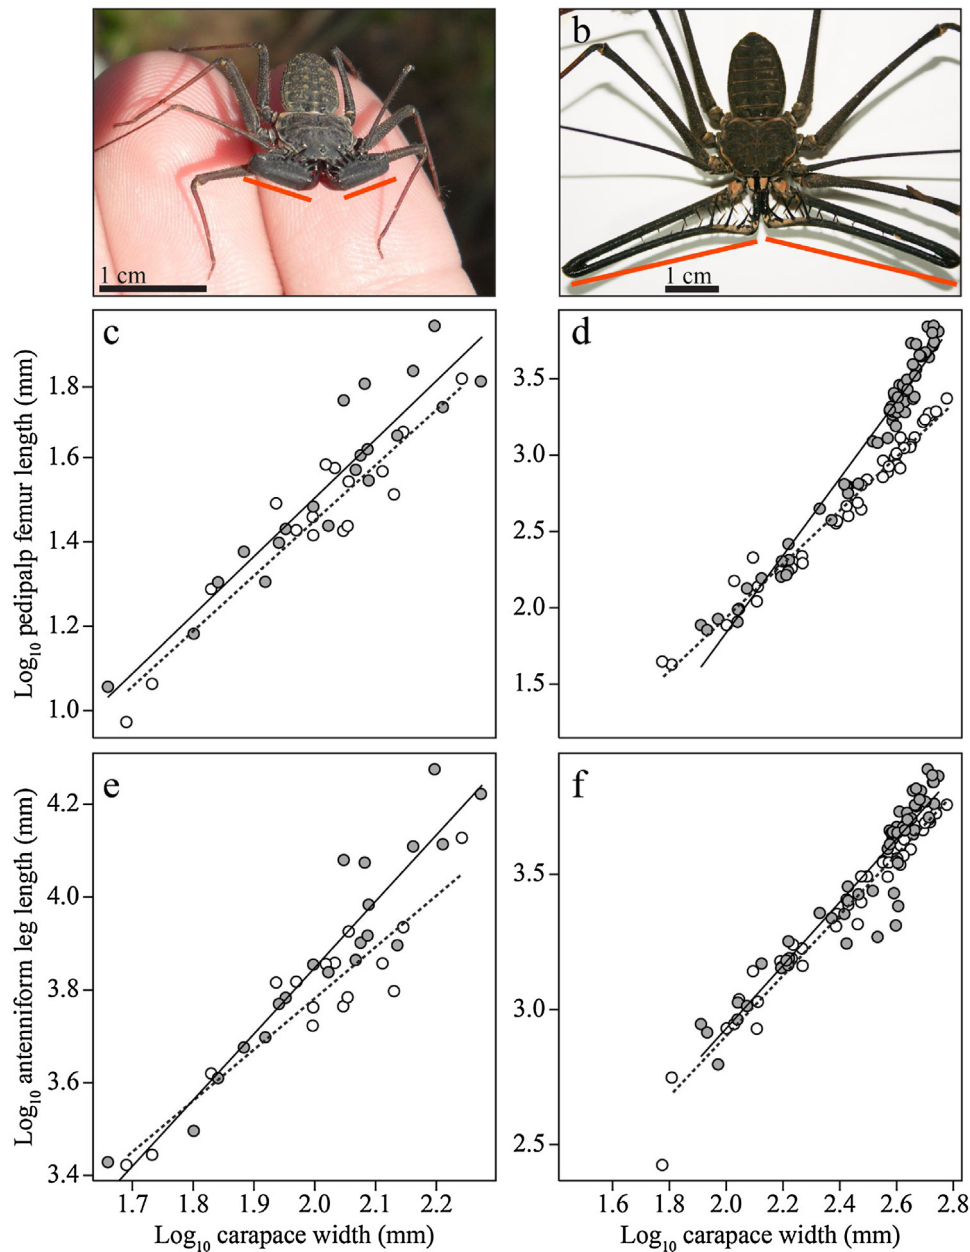 b
1 cm
1 cm
c
d
Log10 pedipalp femur length (mm)
1.8
1.6
1.4
1.2
1.0
3.5
3.0
2.5
2.0
1.5
e
f
Log10 antenniform leg length (mm)
4.2
4.0
3.8
3.6
3.4
3.5
3.0
2.5
1.7 1.8 1.9 2.0 2.1 2.2
1.6 2.0 2.2 2.4 2.6 2.8
Log10 carapace width (mm)
Log10 carapace width (mm)